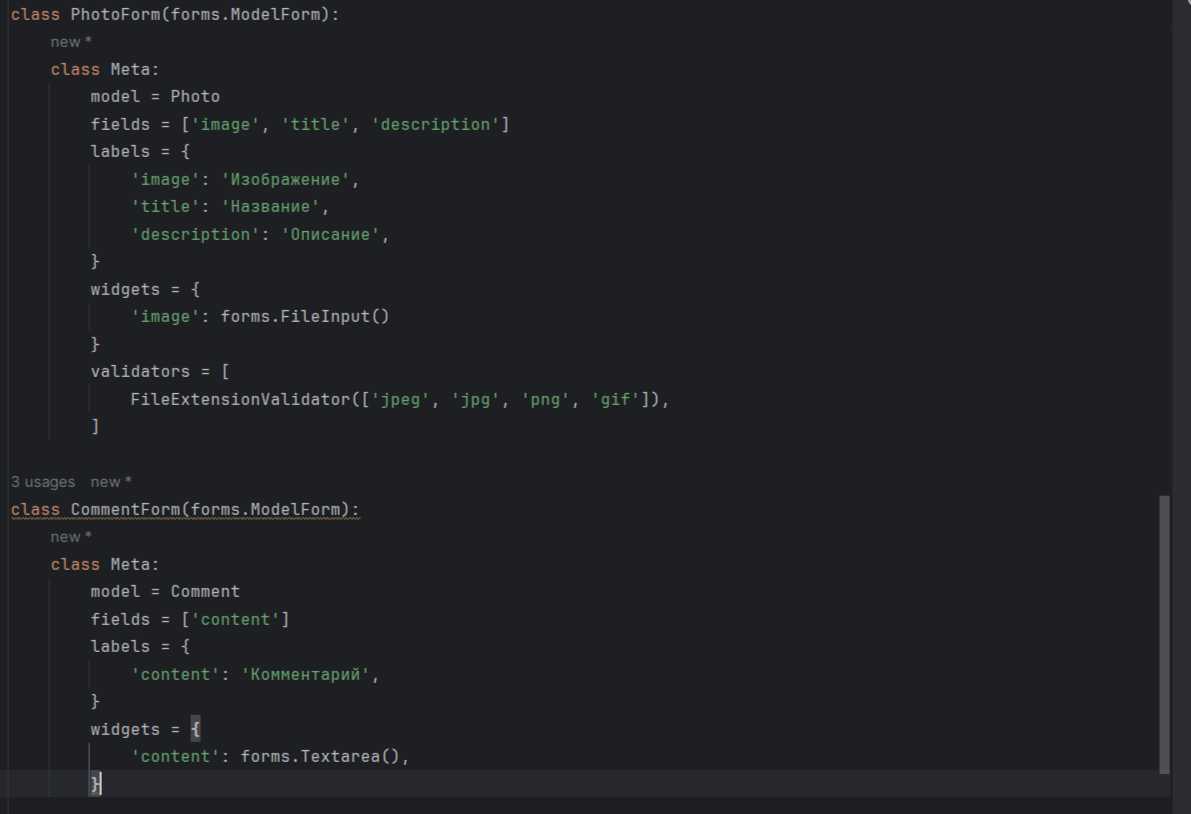 class PhotoForm(forms.ModelForm):
new *
class Meta:
model = Photo
fields = ['image', 'title', 'description']
labels = {
'image': 'Изображение',
'title': 'Название',
'description': 'Описание',
}
widgets = {
'image': forms.FileInput()
}
validators = [
FileExtensionValidator(['jpeg', 'jpg', 'png', 'gif']),
]
3 usages new *
class CommentForm(forms.ModelForm):
new *
class Meta:
model = Comment
fields = ['content']
labels = {
'content': 'Комментарий',
}
widgets = {
'content': forms.Textarea(),
}